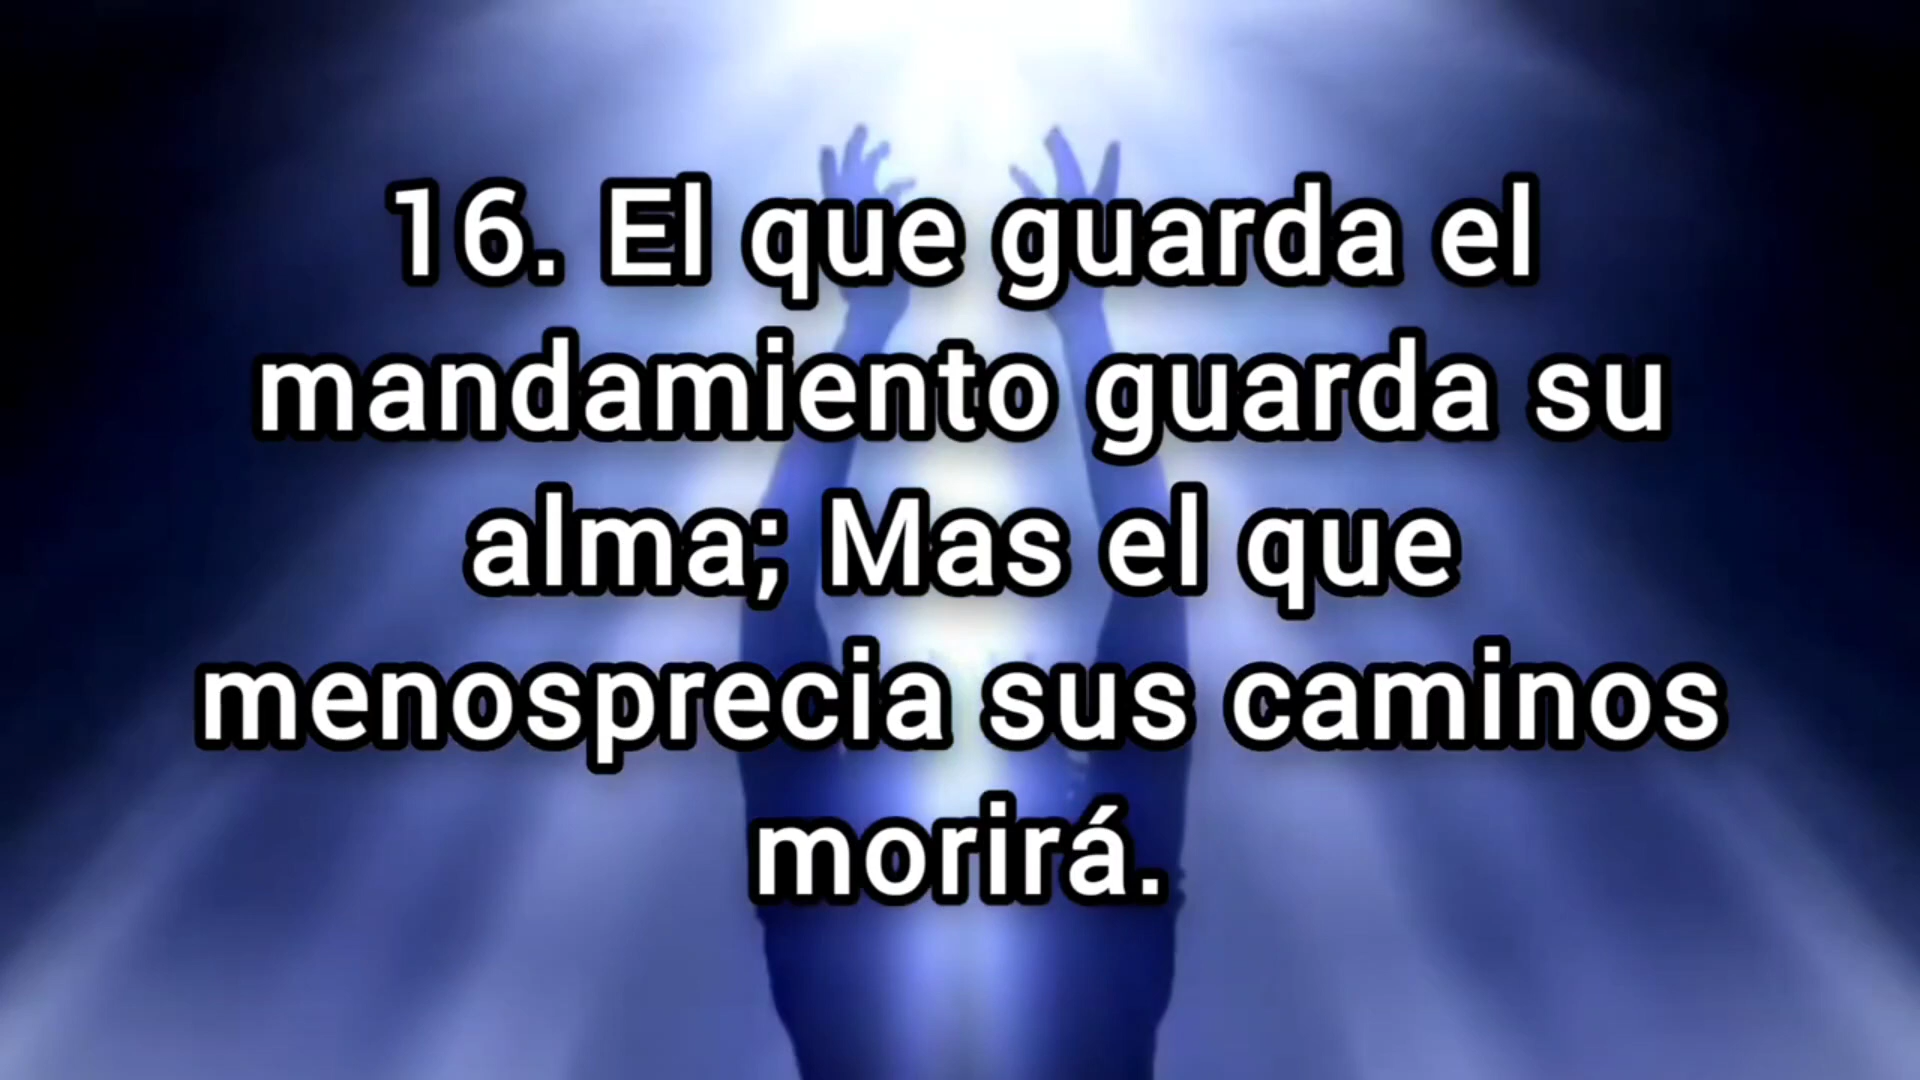 16. El que guarda el
mandamiento guarda su
alma; Mas el que
menosprecia sus caminos
morirá.